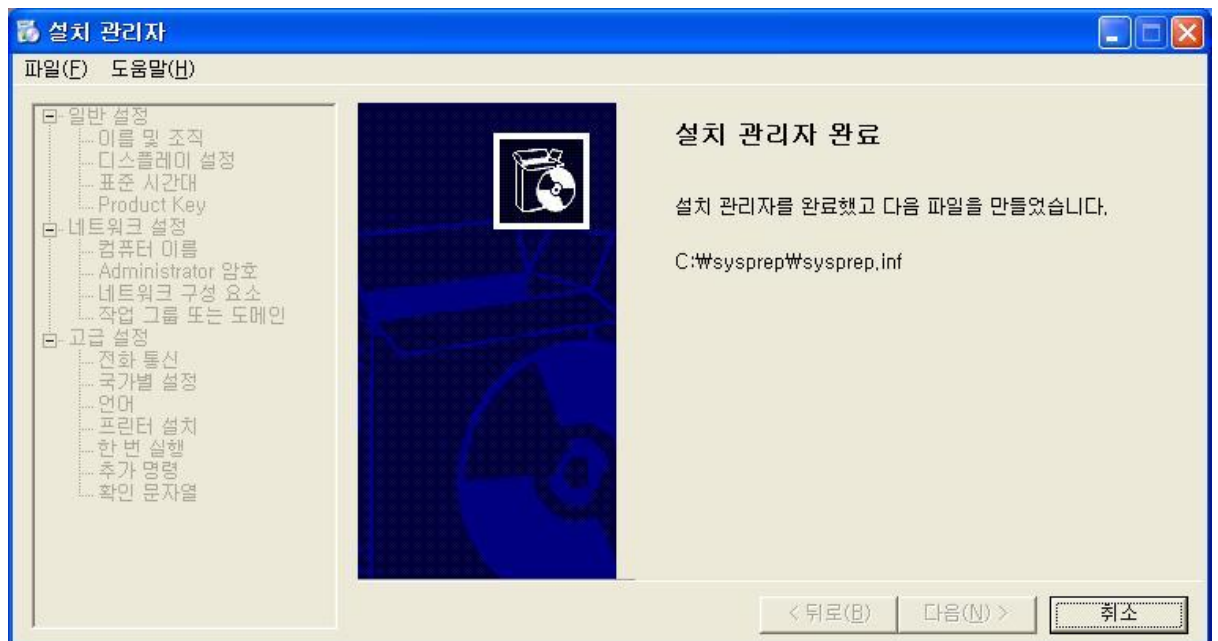 설치 관리자
파일(F) 도움말(H)
일반 설정
이름 및 조직
디스플레이 설정
표준 시간대
Product Key
네트워크 설정
컴퓨터 이름
Administrator 암호
네트워크 구성 요소
작업 그룹 또는 도메인
고급 설정
전화 통신
국가별 설정
언어
프린터 설치
한 번 실행
추가 명령
확인 문자열
설치 관리자 완료
설치 관리자를 완료했고 다음 파일을 만들었습니다.
C:₩sysprep₩sysprep.inf
< 뒤로(B) 다음(N) > 취소